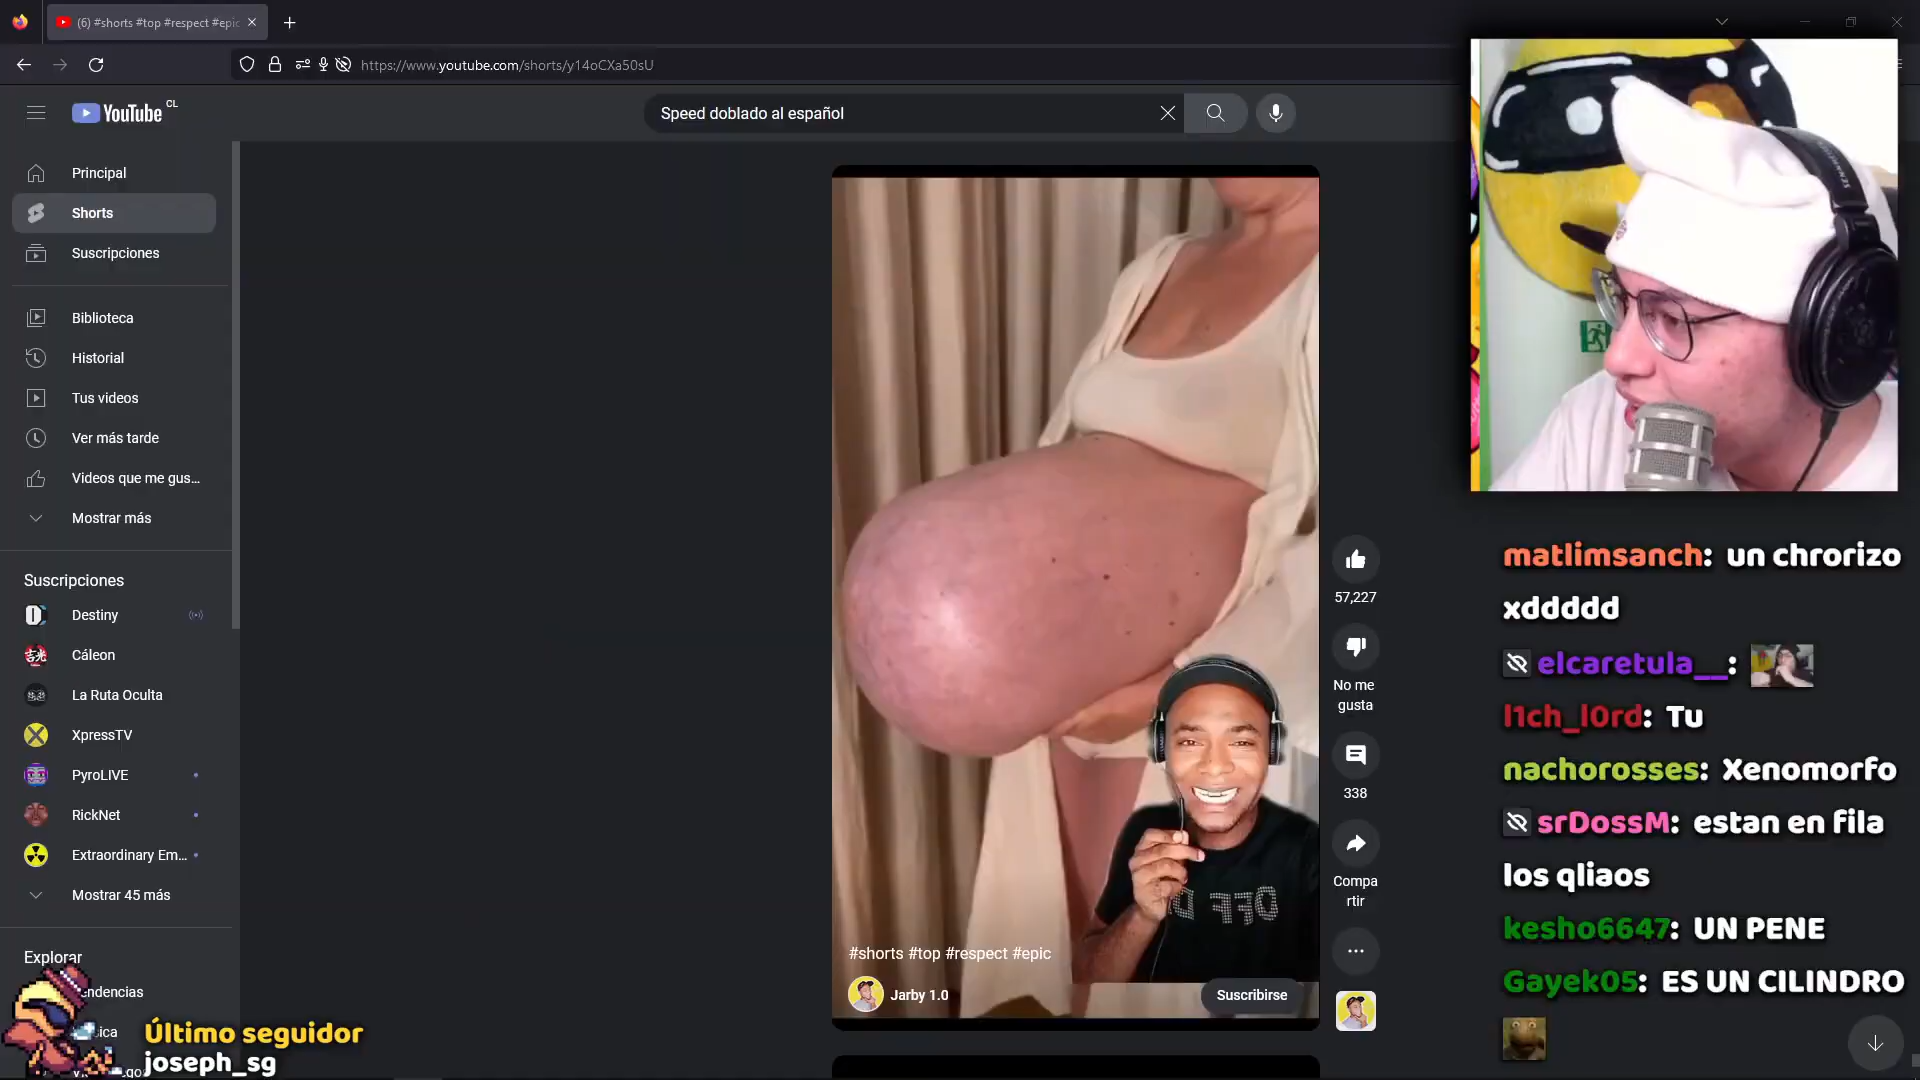 (6) #shorts #top #respect #epic
https://www.youtube.com/shorts/y14oCXa50sU
YouTube CL
Speed doblado al español
Principal
Shorts
Suscripciones
Biblioteca
Historial
Tus videos
Ver más tarde
Videos que me gus...
Mostrar más
Suscripciones
Destiny
Cáleon
La Ruta Oculta
XpressTV
PyroLIVE
RickNet
Extraordinary Em...
Mostrar 45 más
Explorar
endencias
Último seguidor
joseph_sg
57,227
No me
gusta
338
Compa
rtir
#shorts #top #respect #epic
Jarby 1.0
Suscribirse
matlimsanch: un chrorizo
xddddd
elcaretula__:
l1ch_l0rd: Tu
nachorosses: Xenomorfo
srDossM: estan en fila
los qliaos
kesho6647: UN PENE
Gayek05: ES UN CILINDRO